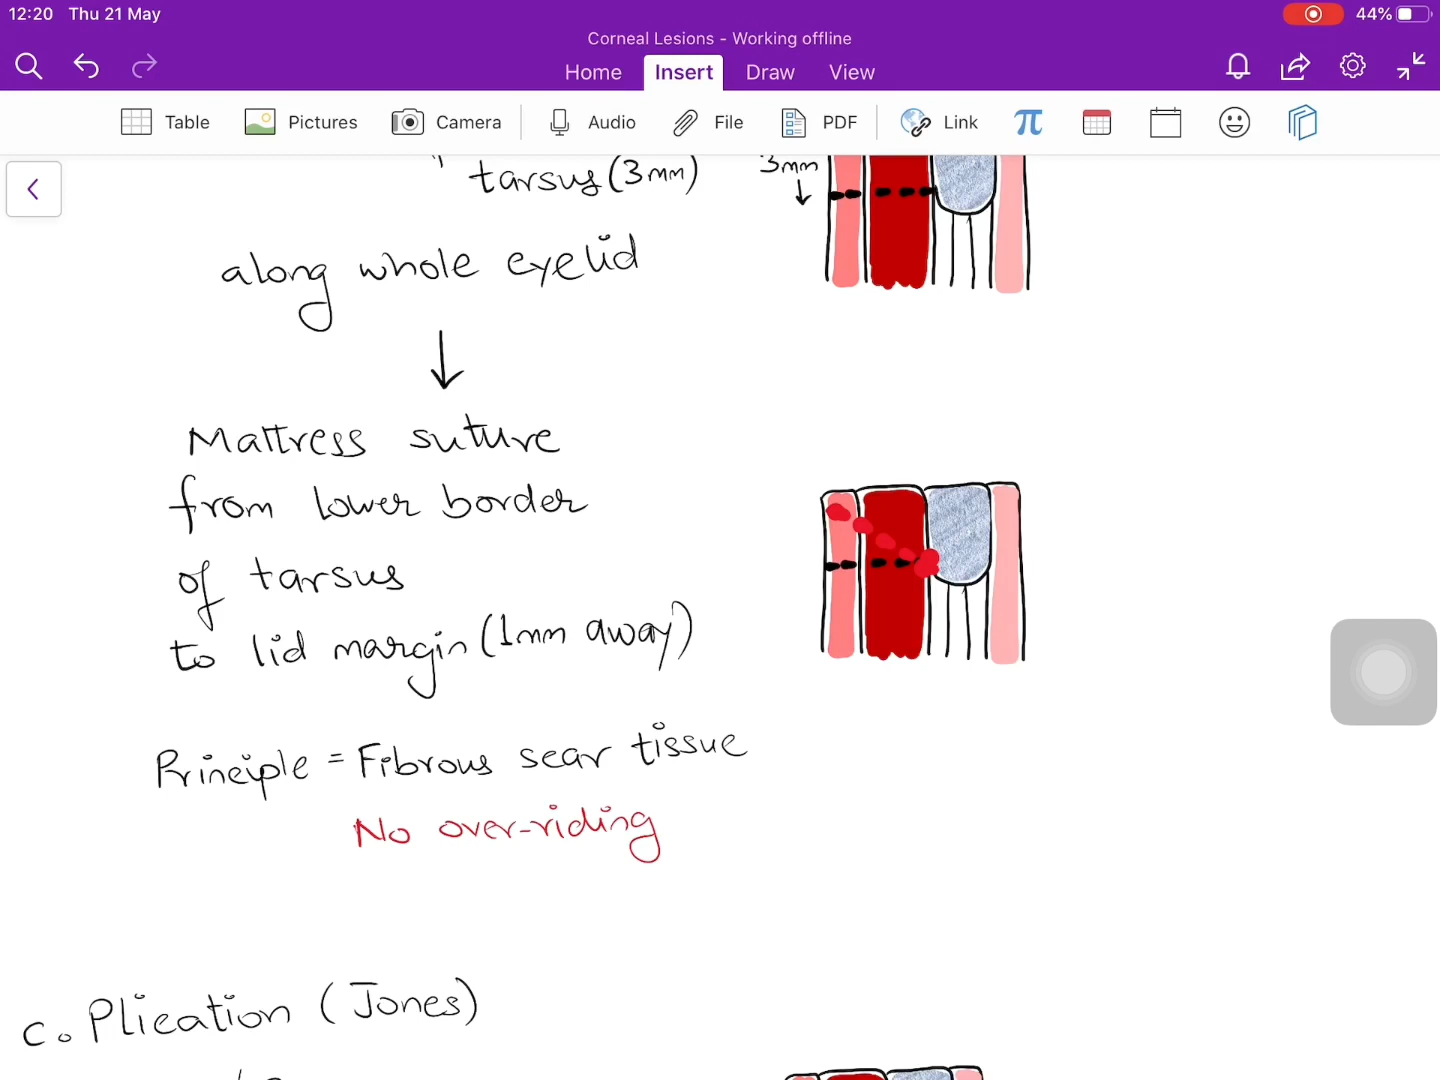 12:20 Thu 21 May
44%
Corneal Lesions - Working offline
Home Insert Draw View
Table Pictures Camera Audio File PDF Link
tarsus (3mm)
3mm
along whole eyelid
Mattress suture
from lower border
of tarsus
to lid margin (1mm away)
Principle = Fibrous scar tissue
No over-riding
c. Plication (Jones)